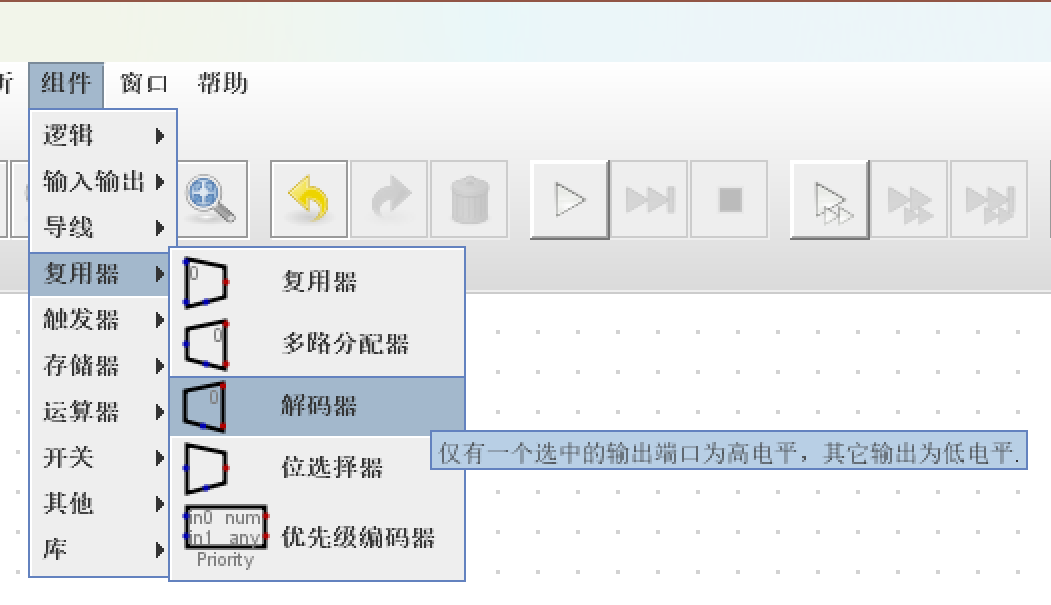 组件 窗口 帮助
逻辑
输入输出
导线
复用器
触发器
存储器
运算器
开关
其他
库
0 复用器
0 多路分配器
0 解码器
位选择器
in0 num
in1 any
Priority
优先级编码器
仅有一个选中的输出端口为高电平，其它输出为低电平.